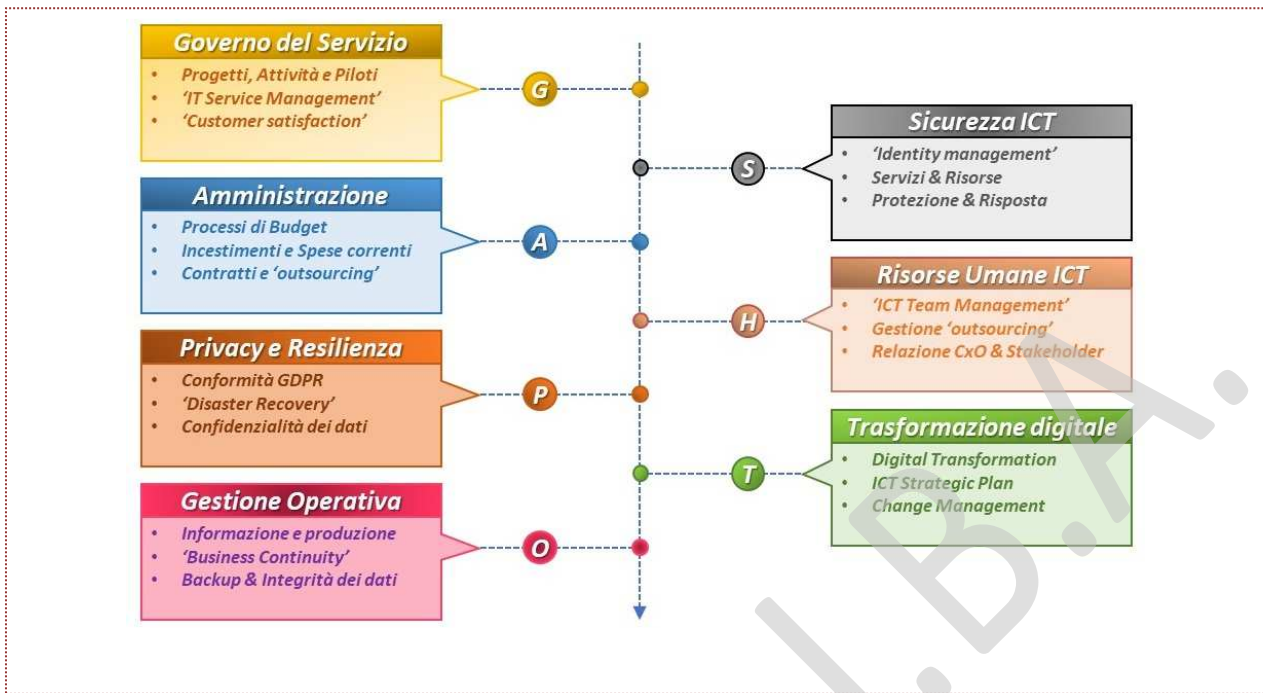 Governo del Servizio
• Progetti, Attività e Piloti
• ‘IT Service Management’
• ‘Customer satisfaction’
G
Sicurezza ICT
• ‘Identity management’
• Servizi & Risorse
• Protezione & Risposta
S
Amministrazione
• Processi di Budget
• Incestimenti e Spese correnti
• Contratti e ‘outsourcing’
A
Risorse Umane ICT
• ‘ICT Team Management’
• Gestione ‘outsourcing’
• Relazione CxO & Stakeholder
H
Privacy e Resilienza
• Conformità GDPR
• ‘Disaster Recovery’
• Confidenzialità dei dati
P
Trasformazione digitale
• Digital Transformation
• ICT Strategic Plan
• Change Management
T
Gestione Operativa
• Informazione e produzione
• ‘Business Continuity’
• Backup & Integrità dei dati
O
I.B.A.